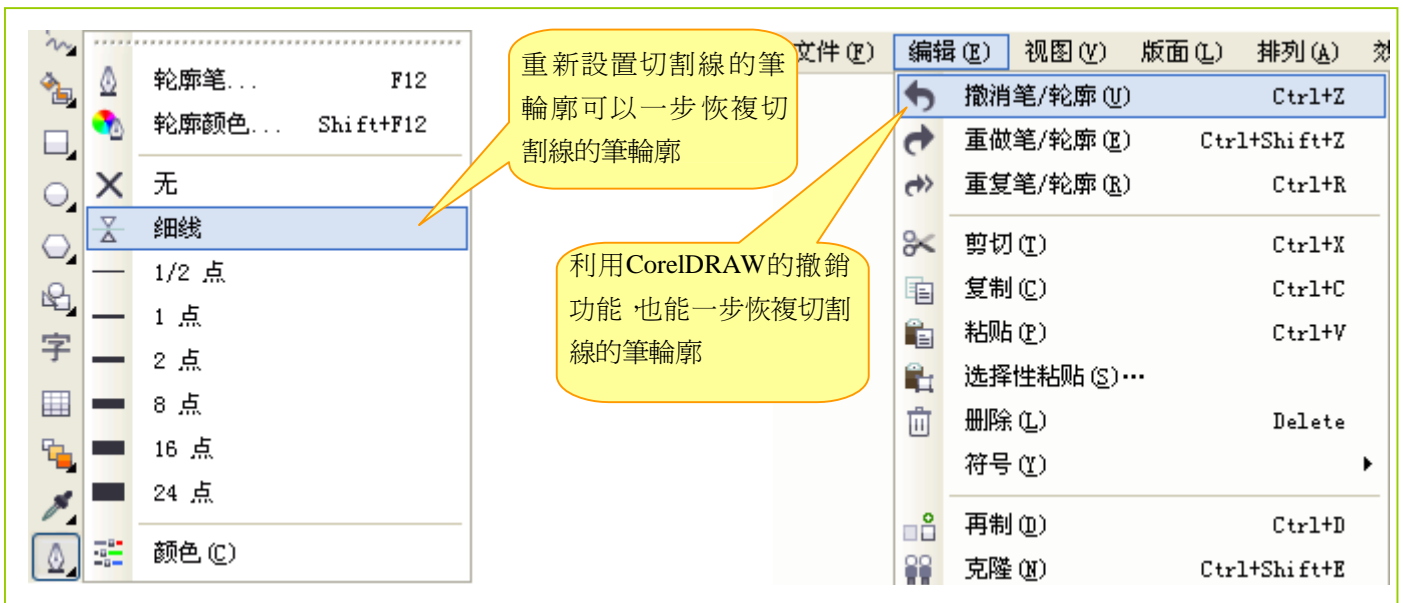 轮廓笔... F12
轮廓颜色... Shift+F12
无
细线
1/2 点
1 点
2 点
8 点
16 点
24 点
颜色(C)
字
重新設置切割線的筆
輪廓可以一步恢複切
割線的筆輪廓
利用CorelDRAW的撤銷
功能,也能一步恢複切割
線的筆輪廓
文件(F) 编辑(E) 视图(V) 版面(L) 排列(A)
撤消笔/轮廓(U) Ctrl+Z
重做笔/轮廓(E) Ctrl+Shift+Z
重复笔/轮廓(R) Ctrl+R
剪切(T) Ctrl+X
复制(C) Ctrl+C
粘贴(P) Ctrl+V
选择性粘贴(S)...
删除(L) Delete
符号(Y)
再制(D) Ctrl+D
克隆(N) Ctrl+Shift+E